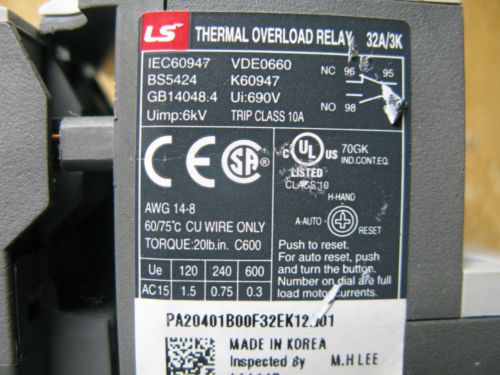 LS THERMAL OVERLOAD RELAY 32A/3K
IEC60947 VDE0660
BS5424 K60947
GB14048.4 Ui:690V
Uimp:6kV TRIP CLASS 10A
NC 96 95
NO 98
CE SA UL US 70GK
IND.CONT.EQ.
LISTED
CLASS 10
AWG 14-8
60/75°C CU WIRE ONLY
TORQUE:20lb.in. C600
H-HAND
A-AUTO RESET
Push to reset.
For auto reset, push
and turn the button.
Number on dial are full
load motor currents.
Ue 120 240 600
AC15 1.5 0.75 0.3
MADE IN KOREA
Inspected By M.H LEE